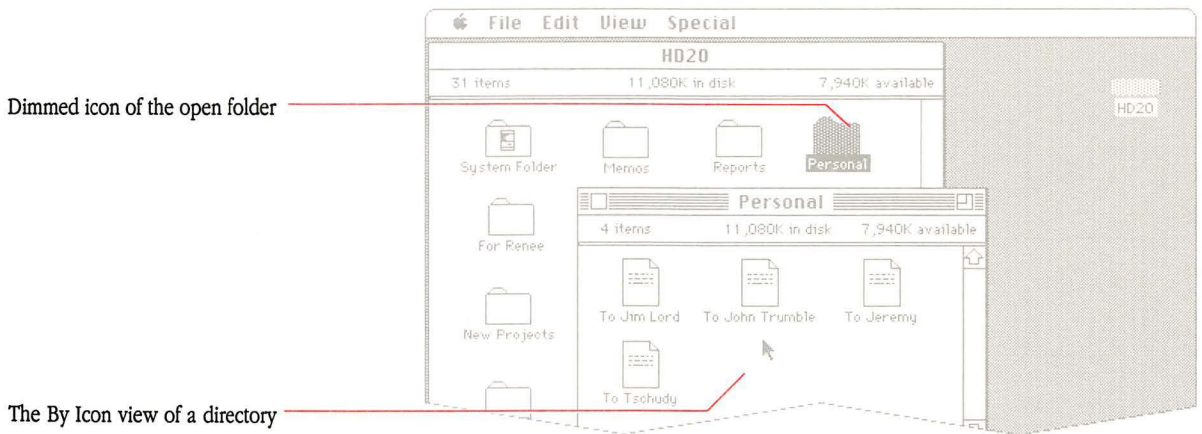 File Edit View Special
HD20
31 items 11,080K in disk 7,940K available
HD20
Dimmed icon of the open folder
System Folder Memos Reports Personal
Personal
4 items 11,080K in disk 7,940K available
For Renee
To Jim Lord To John Trumble To Jeremy
New Projects
To Tschudy
The By Icon view of a directory